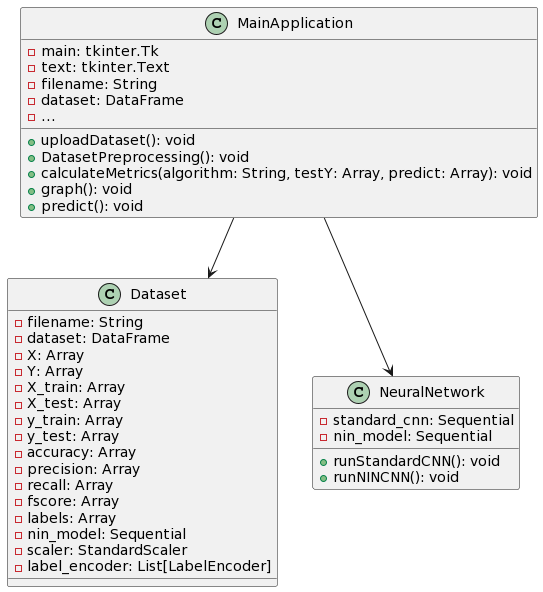 C MainApplication
main: tkinter.Tk
text: tkinter.Text
filename: String
dataset: DataFrame
...
uploadDataset(): void
DatasetPreprocessing(): void
calculateMetrics(algorithm: String, testY: Array, predict: Array): void
graph(): void
predict(): void
C Dataset
filename: String
dataset: DataFrame
X: Array
Y: Array
X_train: Array
X_test: Array
y_train: Array
y_test: Array
accuracy: Array
precision: Array
recall: Array
fscore: Array
labels: Array
nin_model: Sequential
scaler: StandardScaler
label_encoder: List[LabelEncoder]
C NeuralNetwork
standard_cnn: Sequential
nin_model: Sequential
runStandardCNN(): void
runNINCNN(): void